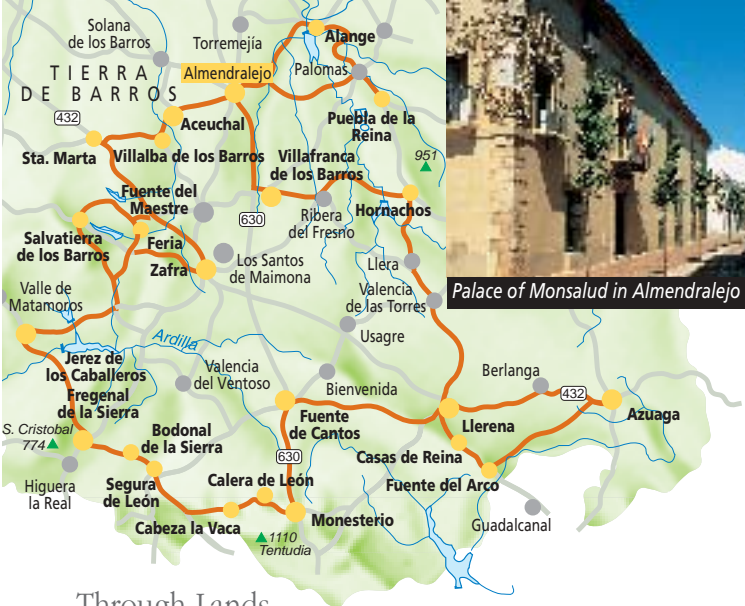 Solana
de los Barros
Torremejía
Alange
TIERRA
DE BARROS
Almendralejo
Palomas
432
Aceuchal
Puebla de la
Reina
Sta. Marta
Villalba de los Barros
Villafranca
de los Barros
951
Fuente del
Maestre
630
Ribera
del Fresno
Hornachos
Salvatierra
de los Barros
Feria
Zafra
Los Santos
de Maimona
Llera
Palace of Monsalud in Almendralejo
Valle de
Matamoros
Valencia
de las Torres
Ardilla
Usagre
Jerez de
los Caballeros
Valencia
del Ventoso
Bienvenida
Berlanga
432
Fregenal
de la Sierra
S. Cristobal
774
Bodonal
de la Sierra
Fuente
de Cantos
Llerena
Azuaga
Casas de Reina
630
Higuera
la Real
Segura
de León
Calera de León
Fuente del Arco
Cabeza la Vaca
Monesterio
Guadalcanal
1110
Tentudia
Through Lands